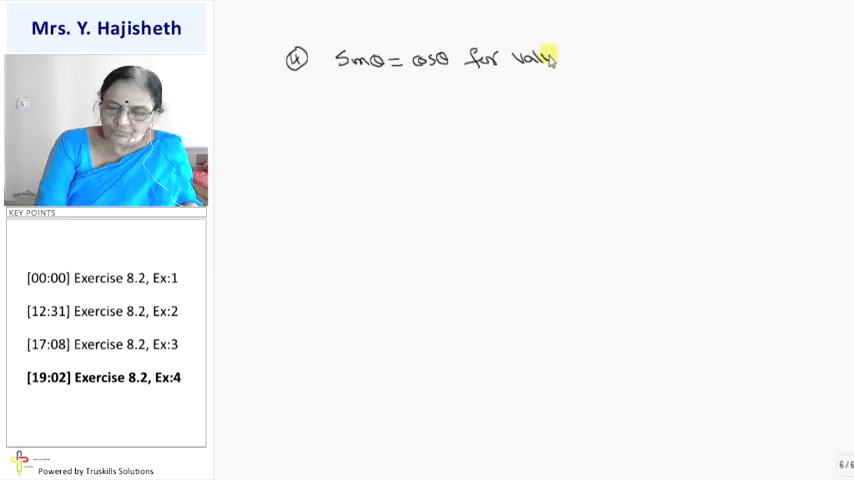 Mrs. Y. Hajisheth
④ Sinθ = cosθ for valu
KEY POINTS
[00:00] Exercise 8.2, Ex:1
[12:31] Exercise 8.2, Ex:2
[17:08] Exercise 8.2, Ex:3
[19:02] Exercise 8.2, Ex:4
Powered by Truskills Solutions
6/6